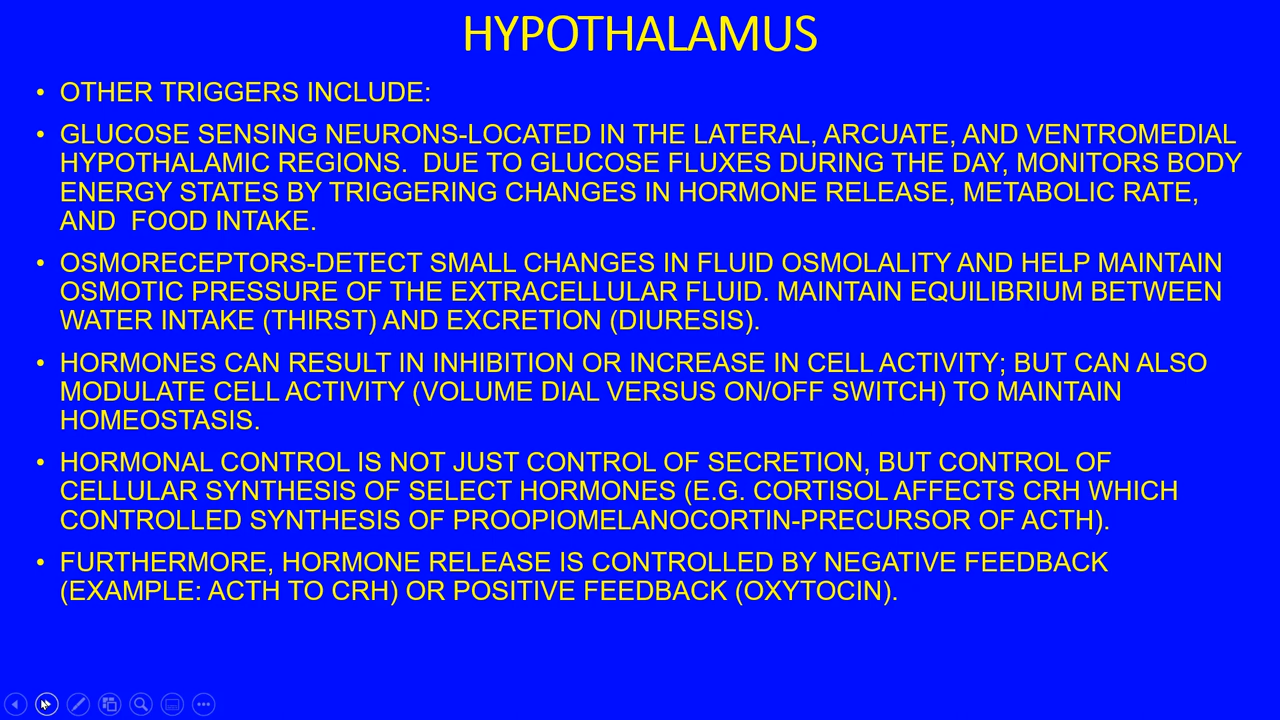 HYPOTHALAMUS
• OTHER TRIGGERS INCLUDE:
• GLUCOSE SENSING NEURONS-LOCATED IN THE LATERAL, ARCUATE, AND VENTROMEDIAL
HYPOTHALAMIC REGIONS.  DUE TO GLUCOSE FLUXES DURING THE DAY, MONITORS BODY
ENERGY STATES BY TRIGGERING CHANGES IN HORMONE RELEASE, METABOLIC RATE,
AND  FOOD INTAKE.
• OSMORECEPTORS-DETECT SMALL CHANGES IN FLUID OSMOLALITY AND HELP MAINTAIN
OSMOTIC PRESSURE OF THE EXTRACELLULAR FLUID. MAINTAIN EQUILIBRIUM BETWEEN
WATER INTAKE (THIRST) AND EXCRETION (DIURESIS).
• HORMONES CAN RESULT IN INHIBITION OR INCREASE IN CELL ACTIVITY; BUT CAN ALSO
MODULATE CELL ACTIVITY (VOLUME DIAL VERSUS ON/OFF SWITCH) TO MAINTAIN
HOMEOSTASIS.
• HORMONAL CONTROL IS NOT JUST CONTROL OF SECRETION, BUT CONTROL OF
CELLULAR SYNTHESIS OF SELECT HORMONES (E.G. CORTISOL AFFECTS CRH WHICH
CONTROLLED SYNTHESIS OF PROOPIOMELANOCORTIN-PRECURSOR OF ACTH).
• FURTHERMORE, HORMONE RELEASE IS CONTROLLED BY NEGATIVE FEEDBACK
(EXAMPLE: ACTH TO CRH) OR POSITIVE FEEDBACK (OXYTOCIN).